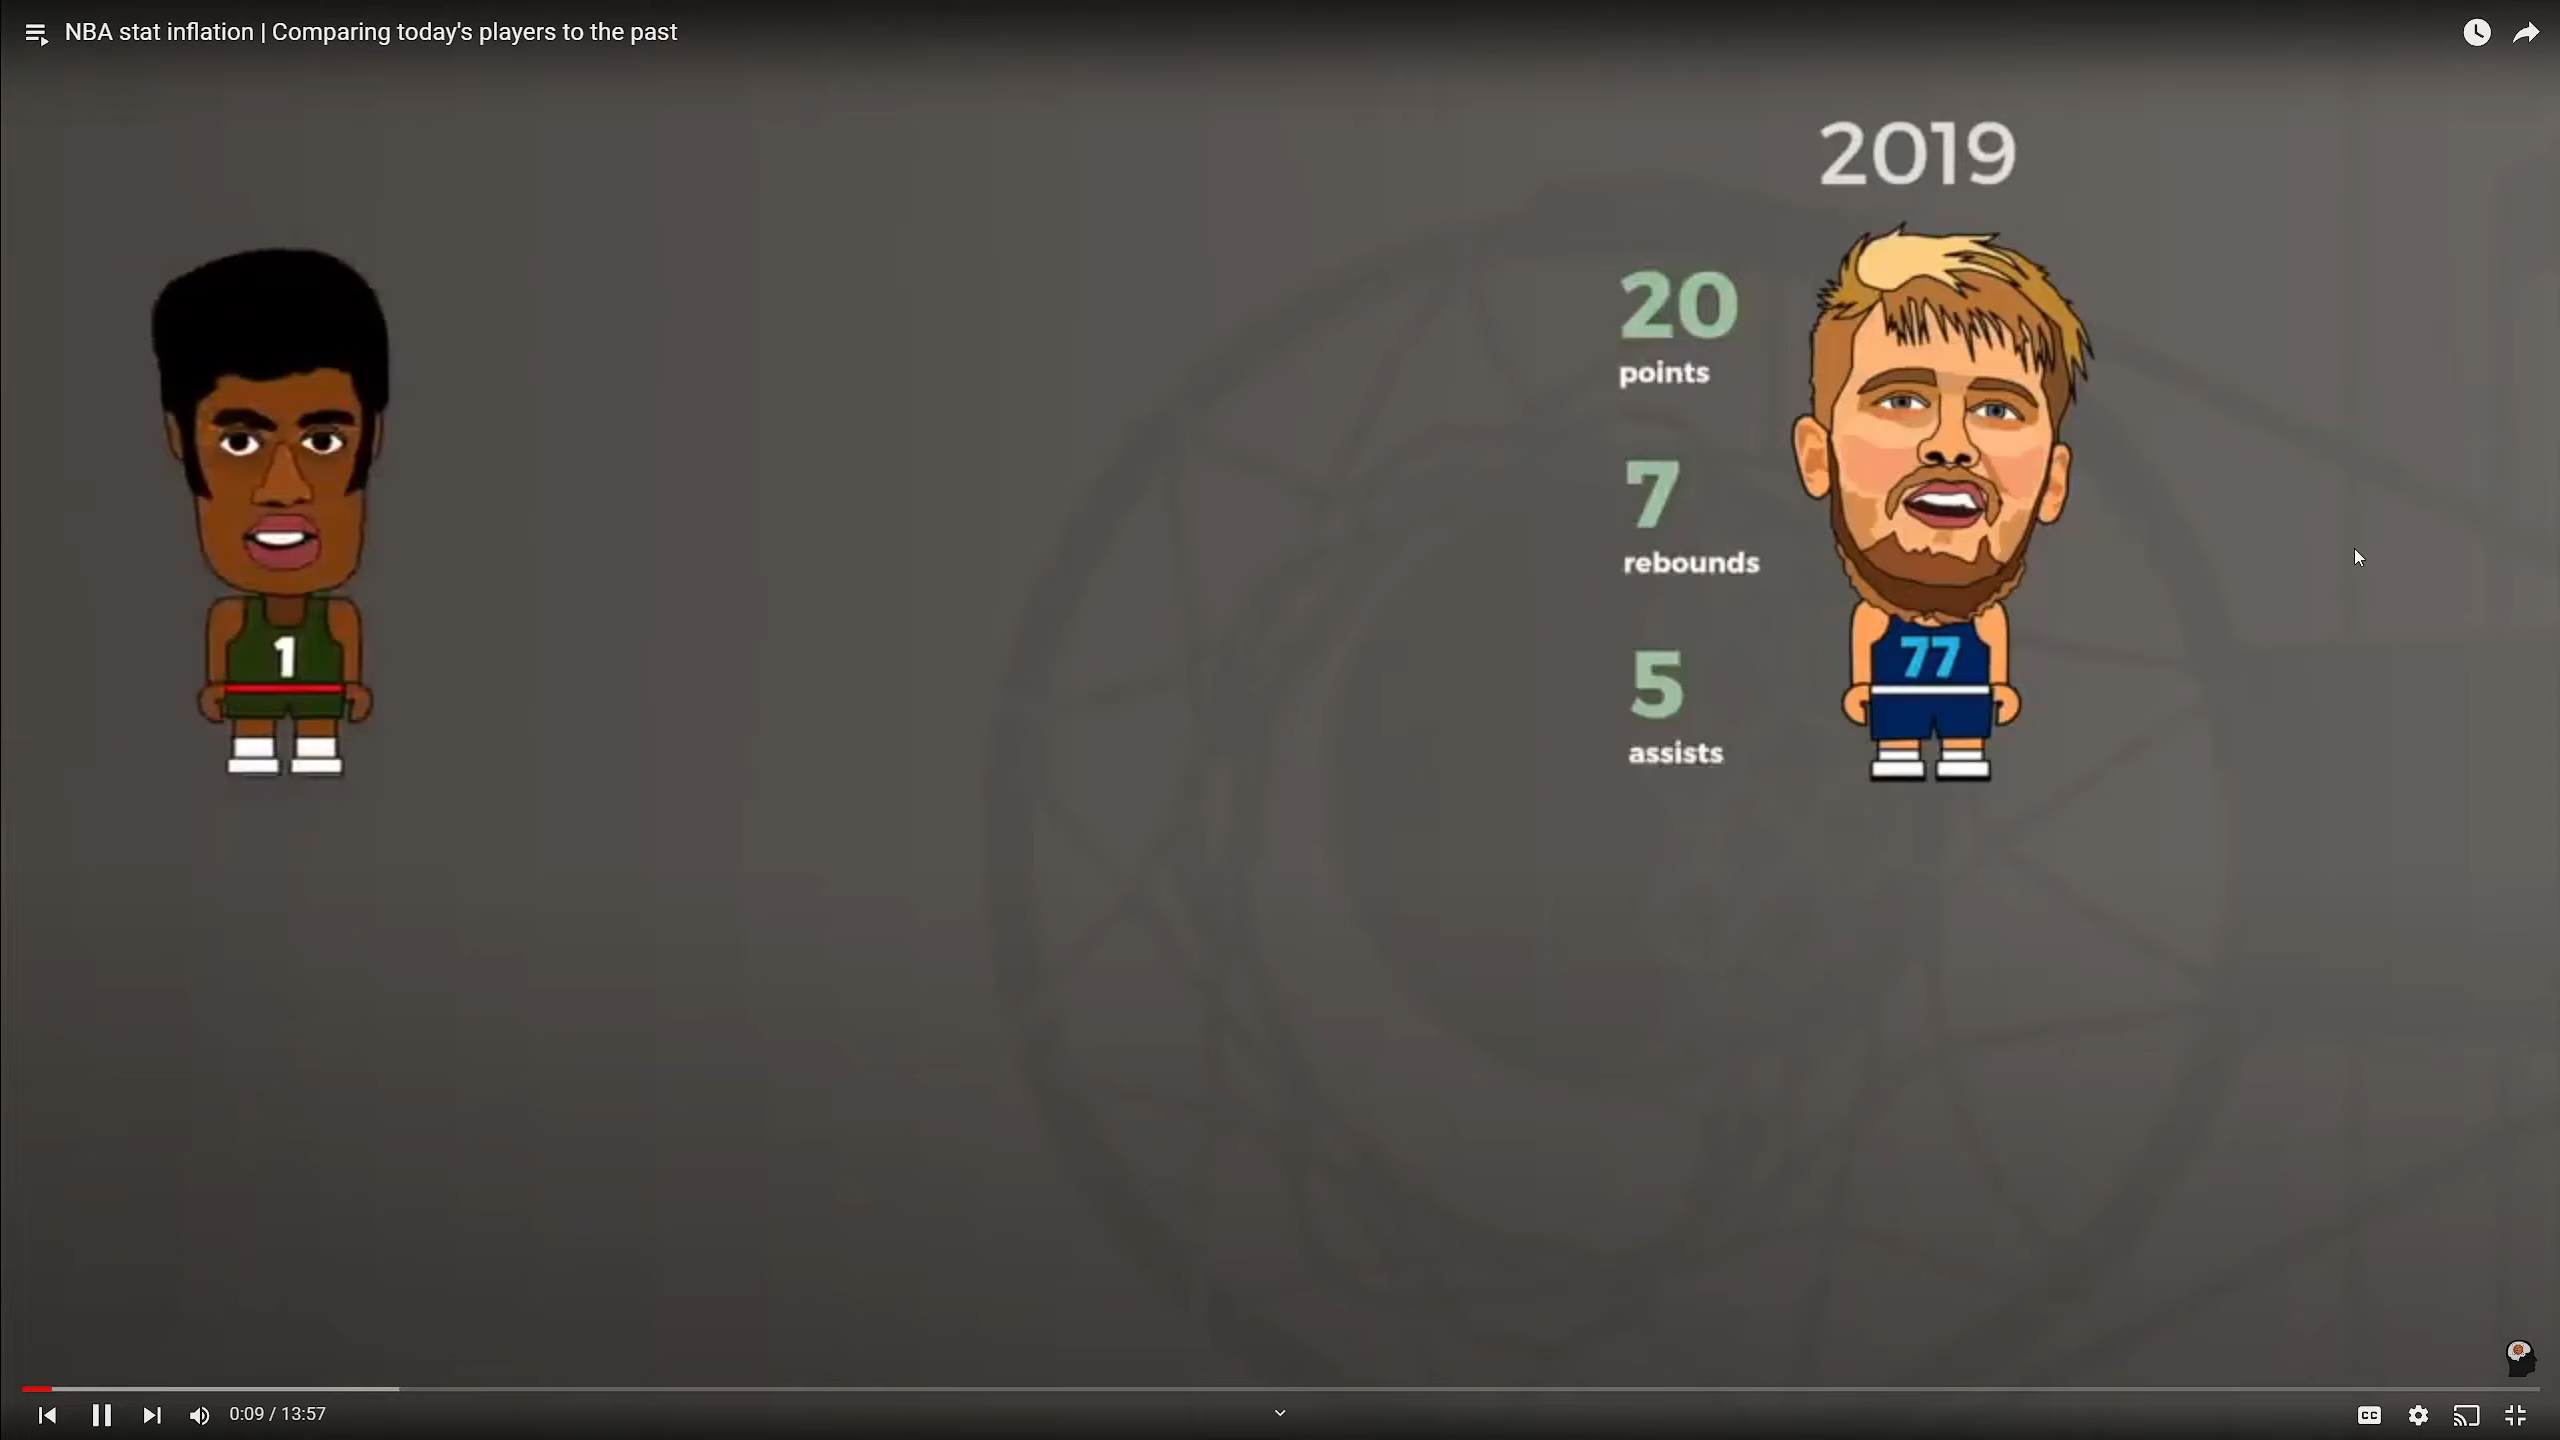 NBA stat inflation | Comparing today's players to the past
2019
20
points
7
rebounds
5
assists
1
77
0:09 / 13:57
CC